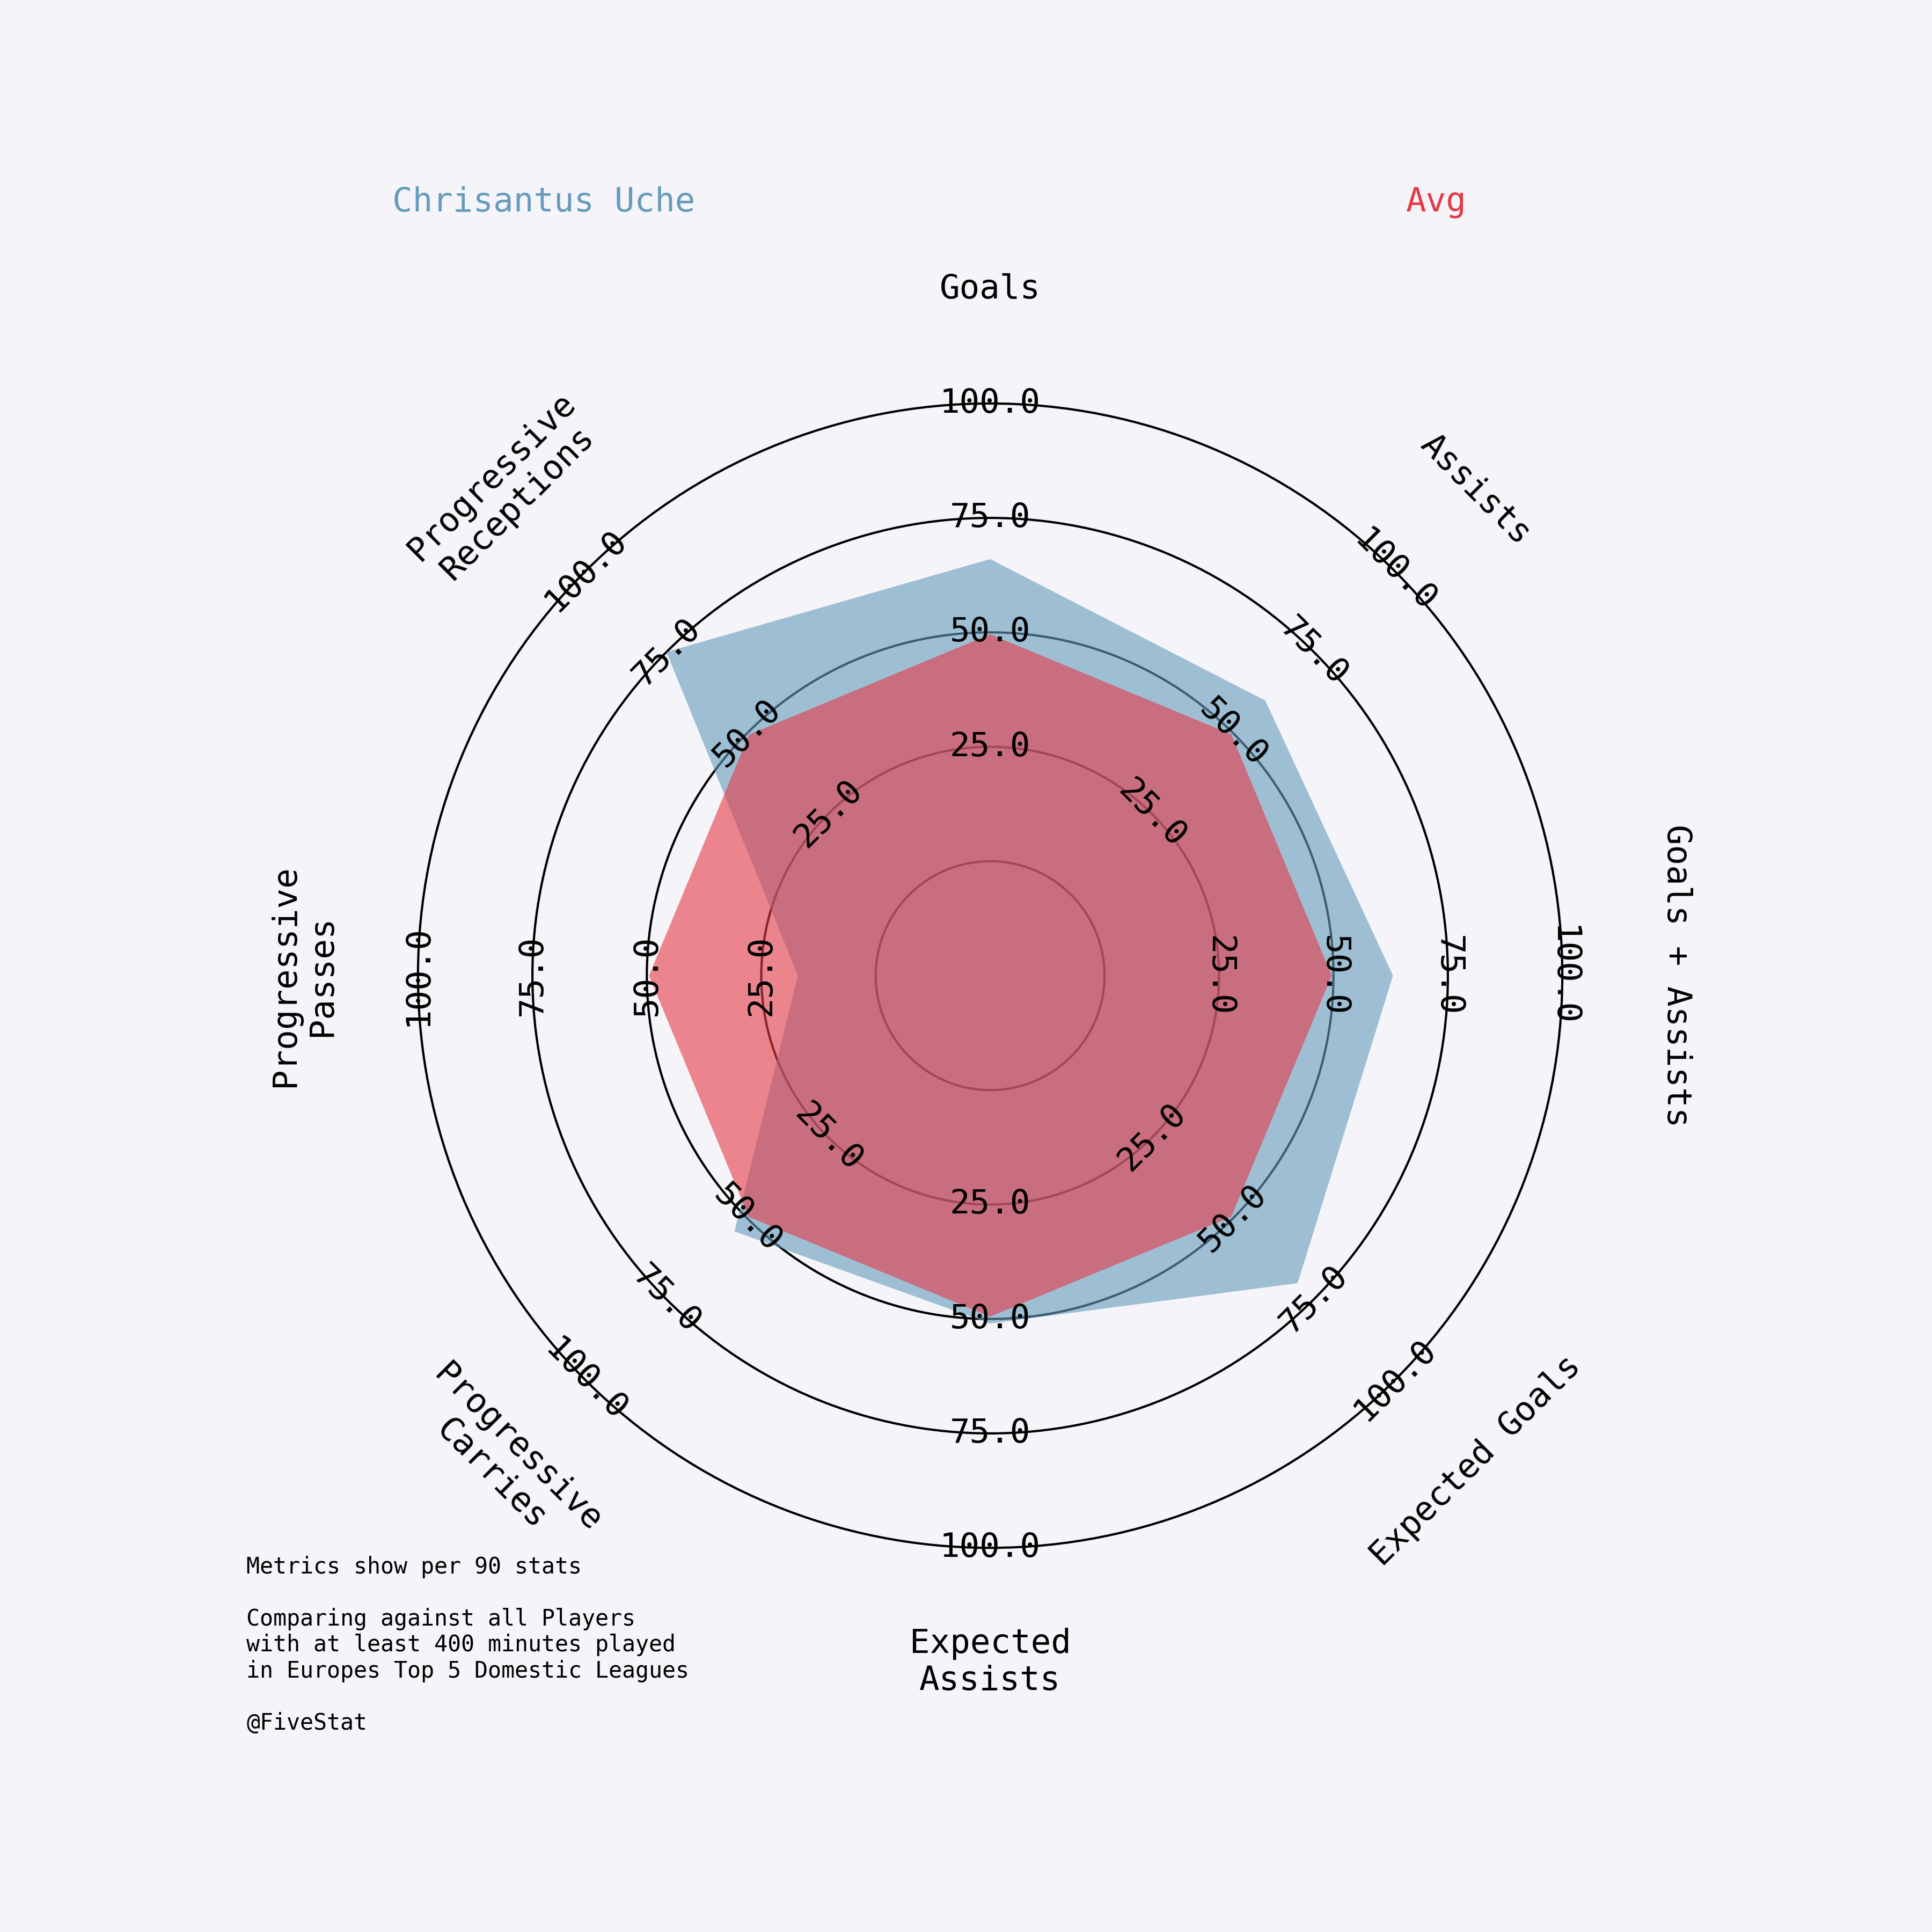 Chrisantus Uche
Avg
Goals
Assists
Goals + Assists
Expected Goals
Expected
Assists
Progressive
Carries
Progressive
Passes
Progressive
Receptions
25.0
50.0
75.0
100.0
25.0
50.0
75.0
100.0
25.0
50.0
75.0
100.0
25.0
50.0
75.0
100.0
25.0
50.0
75.0
100.0
25.0
50.0
75.0
100.0
25.0
50.0
75.0
100.0
25.0
50.0
75.0
100.0
Metrics show per 90 stats
Comparing against all Players
with at least 400 minutes played
in Europes Top 5 Domestic Leagues
@FiveStat